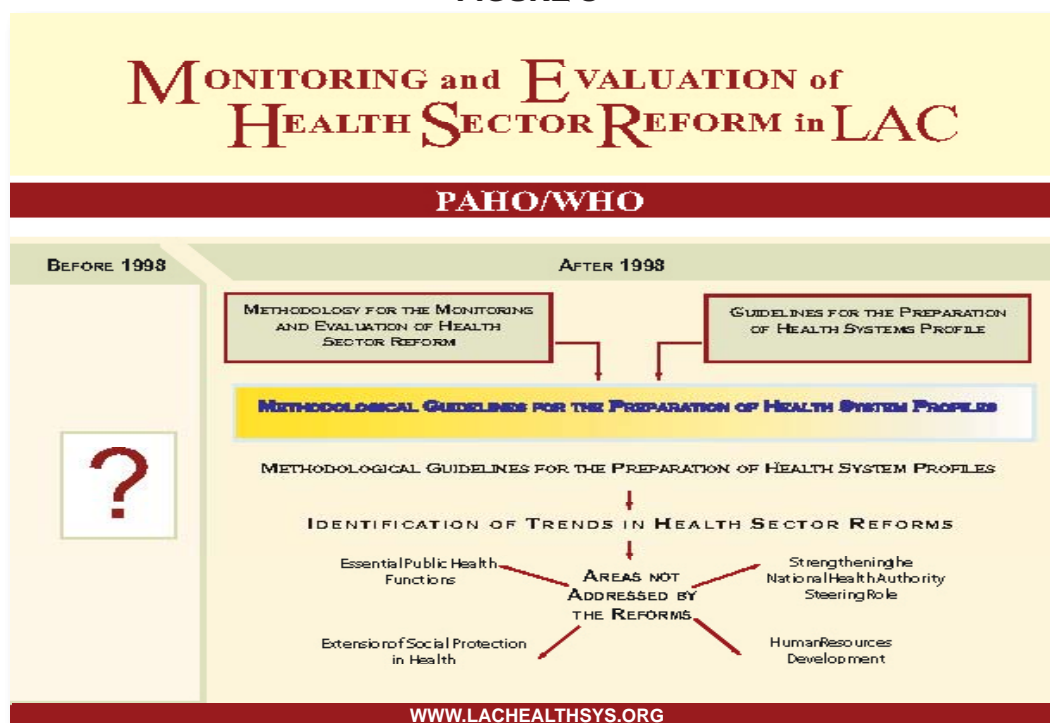 MONITORING and EVALUATION of
HEALTH SECTOR REFORM in LAC
PAHO/WHO
BEFORE 1998
AFTER 1998
METHODOLOGY FOR THE MONITORING
AND EVALUATION OF HEALTH
SECTOR REFORM
GUIDELINES FOR THE PREPARATION
OF HEALTH SYSTEMS PROFILE
METHODOLOGICAL GUIDELINES FOR THE PREPARATION OF HEALTH SYSTEM PROFILES
?
METHODOLOGICAL GUIDELINES FOR THE PREPARATION OF HEALTH SYSTEM PROFILES
IDENTIFICATION OF TRENDS IN HEALTH SECTOR REFORMS
Essential Public Health
Functions
AREAS NOT
ADDRESSED BY
THE REFORMS
Strengtheninghe
National Health Authority
Steering Role
Extension of Social Protection
in Health
Human Resources
Development
WWW.LACHEALTHSYS.ORG